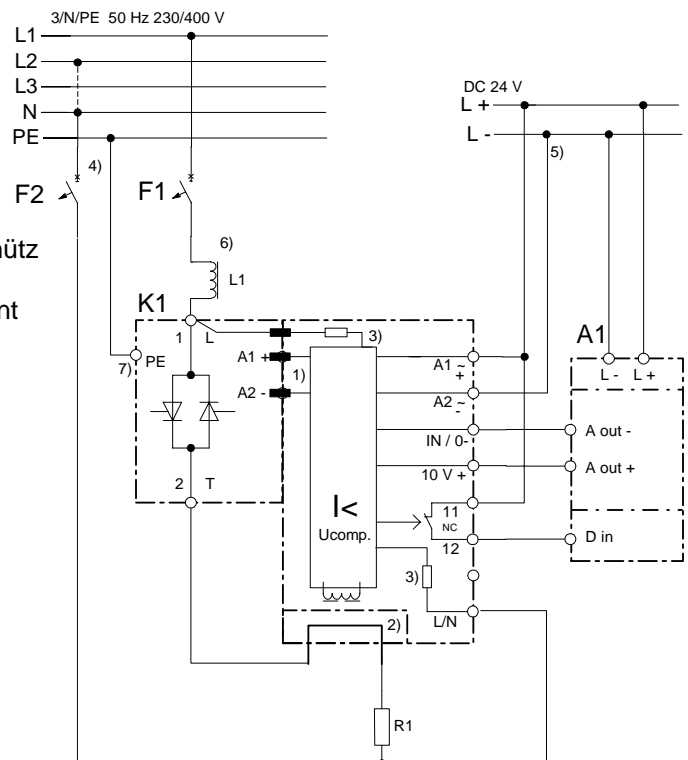 3/N/PE 50 Hz 230/400 V
L1
L2
L3
N
PE
DC 24 V
L +
L -
4)
5)
F2
F1
6)
L1
K1
A1
1
L
3)
7)
PE
A1 +
1)
A2 -
A1 ~
+
A2 ~
-
L - L +
IN / 0-
A out -
10 V +
A out +
2 T
I<
Ucomp.
11
NC
12
D in
3)
2)
L/N
R1